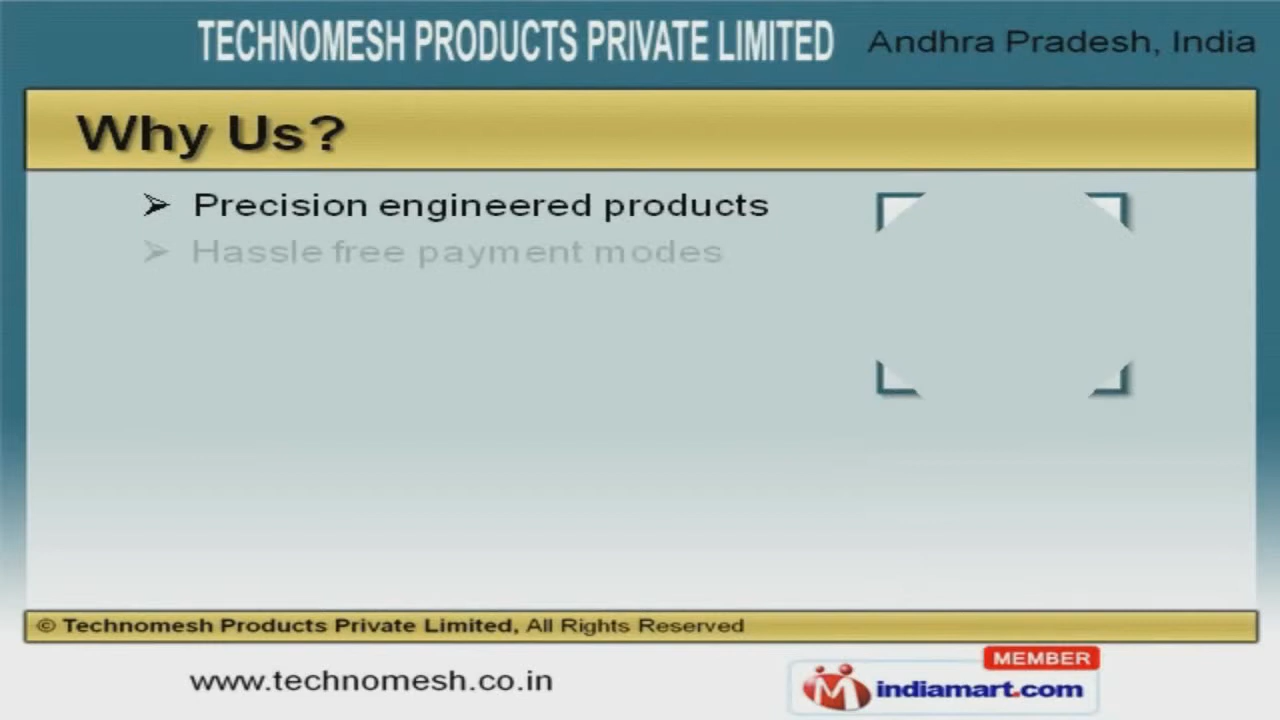 TECHNOMESH PRODUCTS PRIVATE LIMITED Andhra Pradesh, India
Why Us?
➢ Precision engineered products
➢ Hassle free payment modes
© Technomesh Products Private Limited, All Rights Reserved
www.technomesh.co.in
MEMBER
indiamart.com